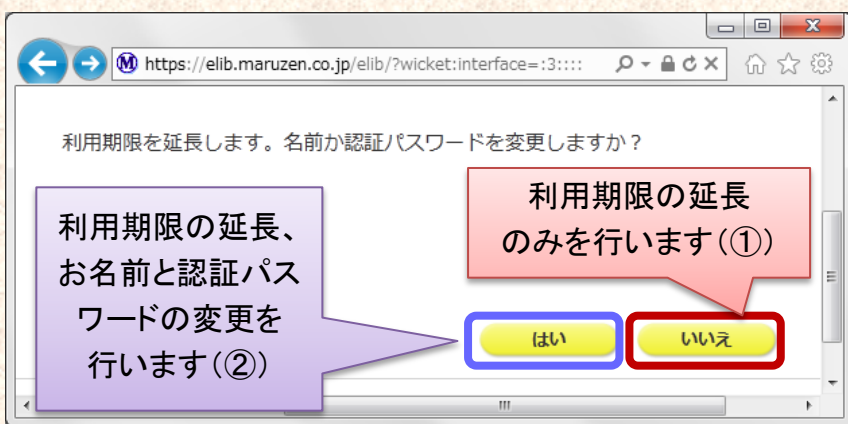 https://elib.maruzen.co.jp/elib/?wicket:interface=:3::::
利用期限を延長します。名前か認証パスワードを変更しますか？
利用期限の延長
のみを行います（①）
利用期限の延長、
お名前と認証パス
ワードの変更を
行います（②）
はい
いいえ